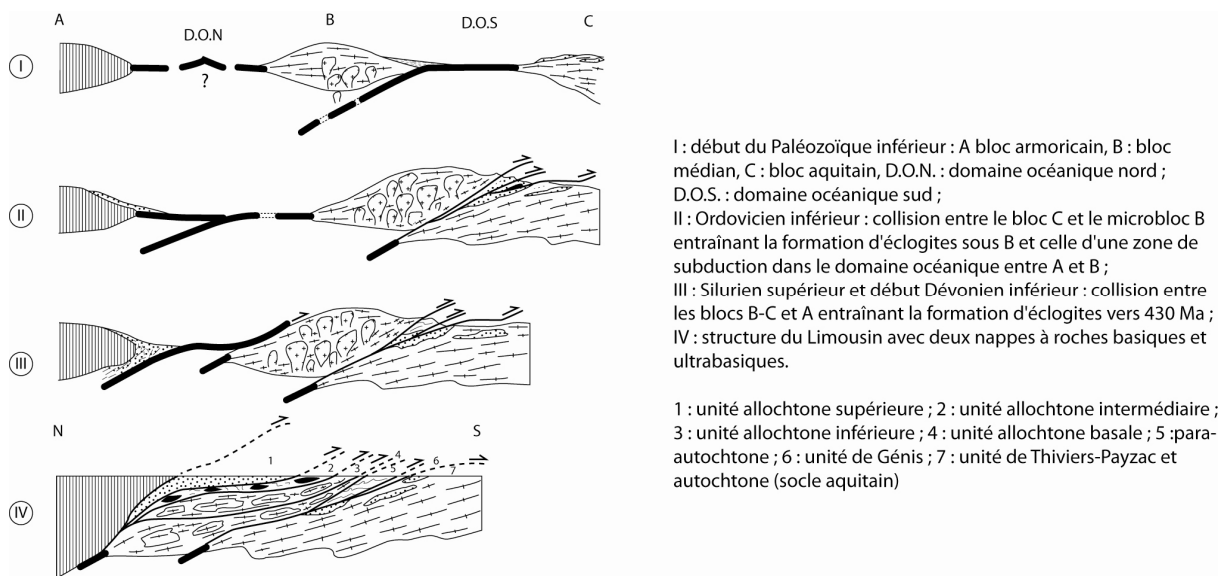 A
B
C
D.O.N
D.O.S
I
?
II
III
N
S
IV
1
2
3
4
5
6
7
I : début du Paléozoïque inférieur : A bloc armoricain, B : bloc
médian, C : bloc aquitain, D.O.N. : domaine océanique nord ;
D.O.S. : domaine océanique sud ;
II : Ordovicien inférieur : collision entre le bloc C et le microbloc B
entraînant la formation d'éclogites sous B et celle d'une zone de
subduction dans le domaine océanique entre A et B ;
III : Silurien supérieur et début Dévonien inférieur : collision entre
les blocs B-C et A entraînant la formation d'éclogites vers 430 Ma ;
IV : structure du Limousin avec deux nappes à roches basiques et
ultrabasiques.
1 : unité allochtone supérieure ; 2 : unité allochtone intermédiaire ;
3 : unité allochtone inférieure ; 4 : unité allochtone basale ; 5 :para-
autochtone ; 6 : unité de Génis ; 7 : unité de Thiviers-Payzac et
autochtone (socle aquitain)